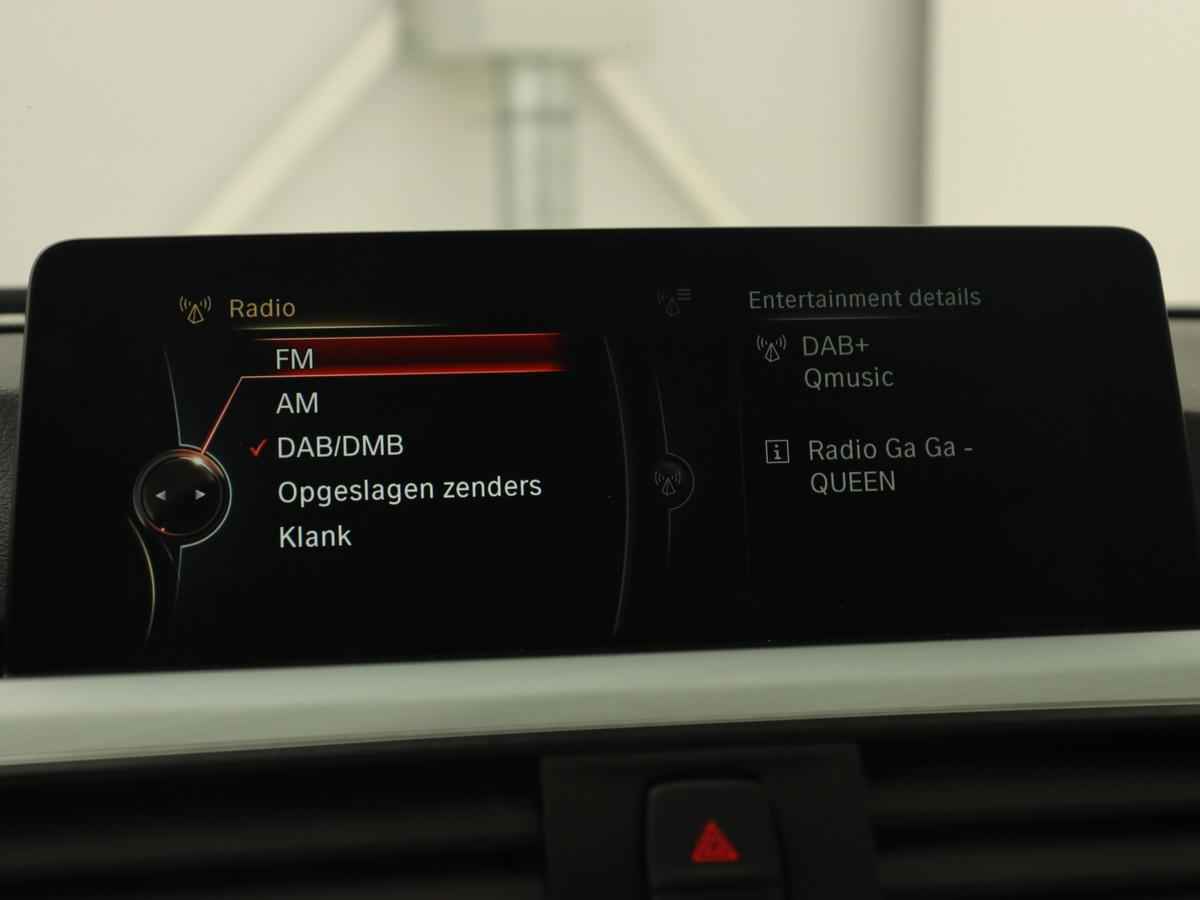 Radio
FM
AM
DAB/DMB
Opgeslagen zenders
Klank
Entertainment details
DAB+
Qmusic
Radio Ga Ga -
QUEEN